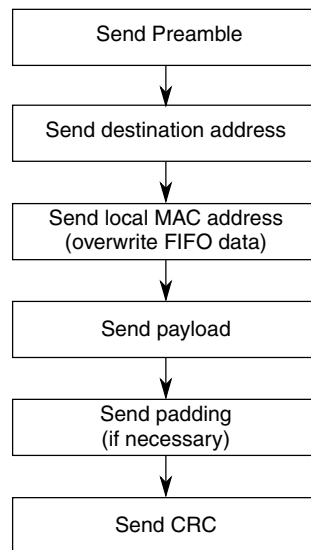 Send Preamble
Send destination address
Send local MAC address
(overwrite FIFO data)
Send payload
Send padding
(if necessary)
Send CRC